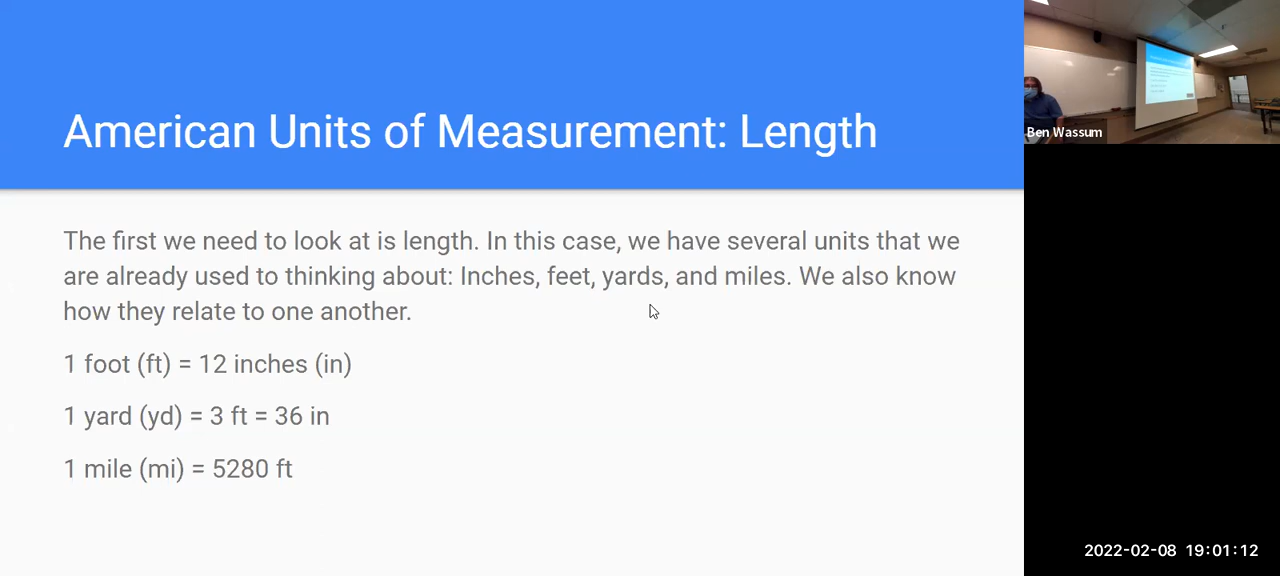 American Units of Measurement: Length
The first we need to look at is length. In this case, we have several units that we
are already used to thinking about: Inches, feet, yards, and miles. We also know
how they relate to one another.
1 foot (ft) = 12 inches (in)
1 yard (yd) = 3 ft = 36 in
1 mile (mi) = 5280 ft
Ben Wassum
2022-02-08 19:01:12